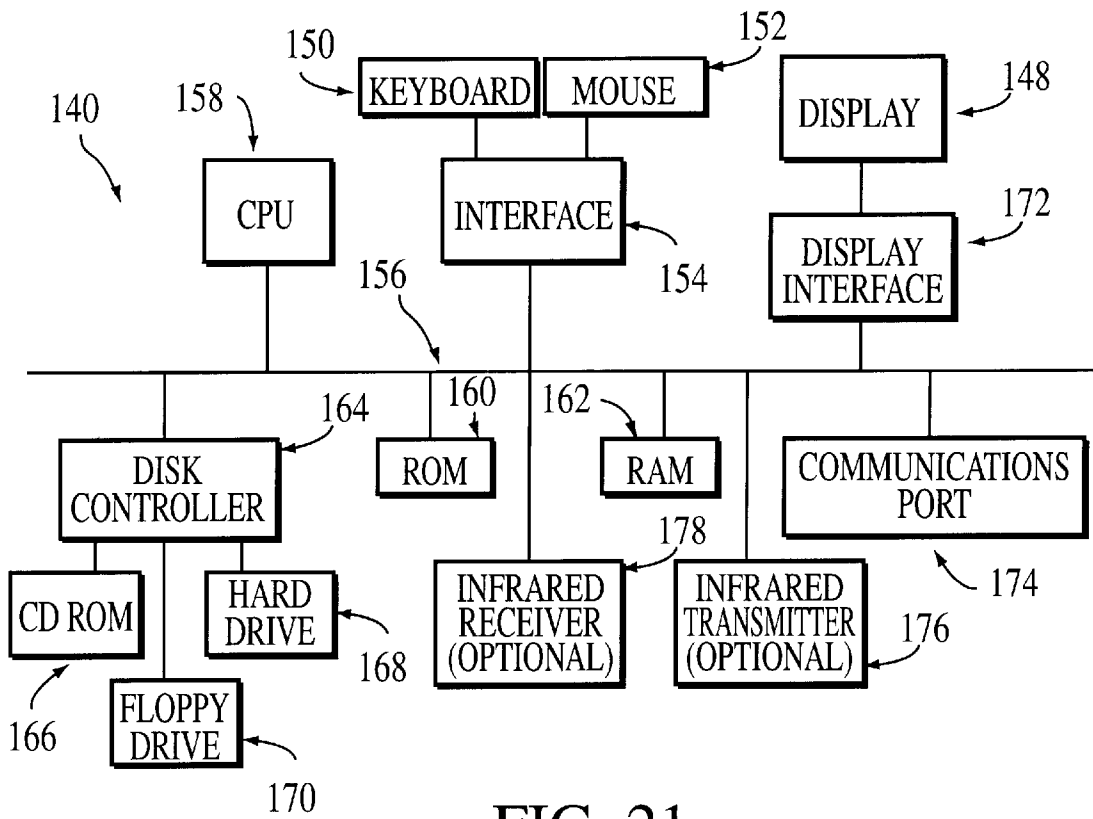 150
152
KEYBOARD
MOUSE
158
148
DISPLAY
140
CPU
INTERFACE
172
DISPLAY
INTERFACE
154
156
164
160
162
DISK
CONTROLLER
ROM
RAM
COMMUNICATIONS
PORT
178
174
CD ROM
HARD
DRIVE
INFRARED
RECEIVER
(OPTIONAL)
INFRARED
TRANSMITTER
(OPTIONAL)
168
176
166
FLOPPY
DRIVE
170
FIG. 21